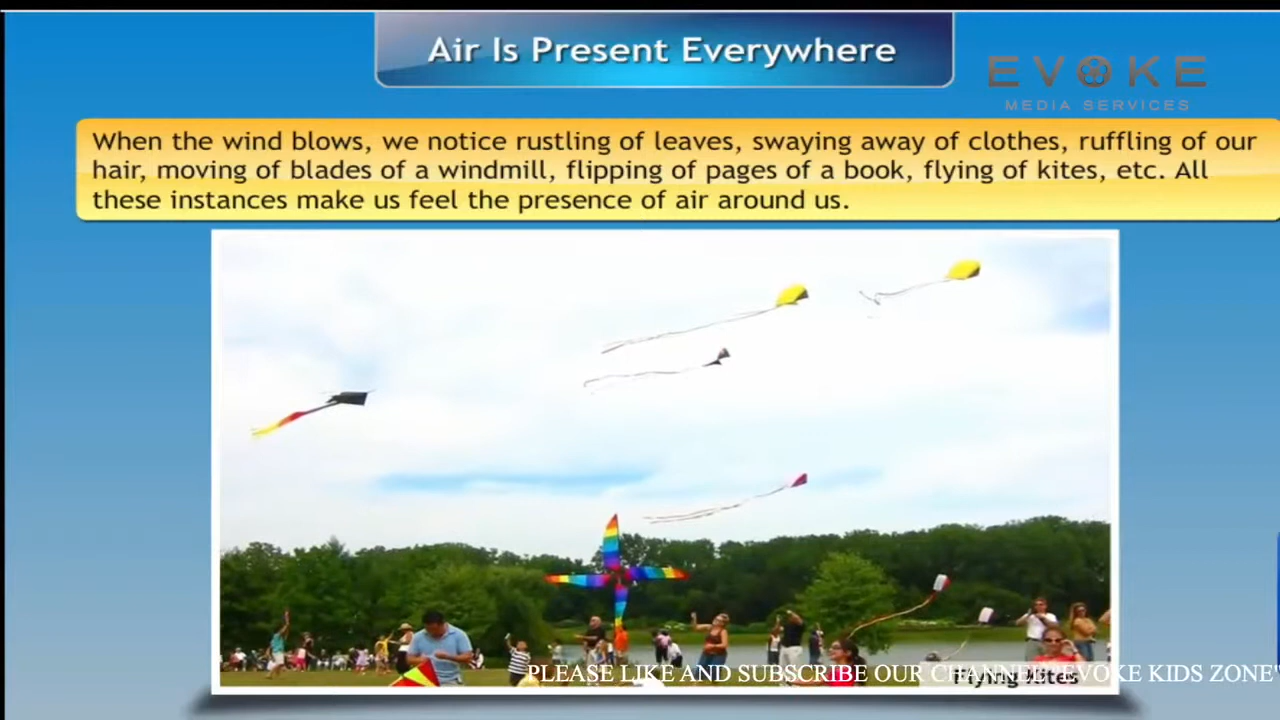 Air Is Present Everywhere
EVOKE
MEDIA SERVICES
When the wind blows, we notice rustling of leaves, swaying away of clothes, ruffling of our
hair, moving of blades of a windmill, flipping of pages of a book, flying of kites, etc. All
these instances make us feel the presence of air around us.
PLEASE LIKE AND SUBSCRIBE OUR CHANNEL "EVOKE KIDS ZONE"
Flying Kites